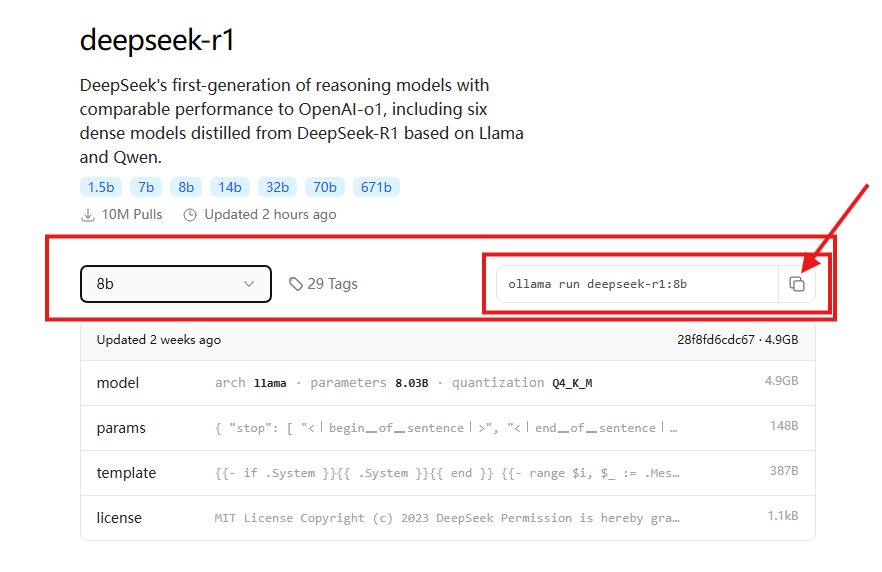 deepseek-r1
DeepSeek's first-generation of reasoning models with
comparable performance to OpenAI-o1, including six
dense models distilled from DeepSeek-R1 based on Llama
and Qwen.
1.5b 7b 8b 14b 32b 70b 671b
10M Pulls Updated 2 hours ago
8b 29 Tags ollama run deepseek-r1:8b
Updated 2 weeks ago 28f8fd6cdc67 · 4.9GB
model arch llama · parameters 8.03B · quantization Q4_K_M 4.9GB
params { "stop": [ "<｜begin▁of▁sentence｜>", "<｜end▁of▁sentence｜… 148B
template {{- if .System }}{{ .System }}{{ end }} {{- range $i, $_ := .Mes… 387B
license MIT License Copyright (c) 2023 DeepSeek Permission is hereby gra… 1.1kB